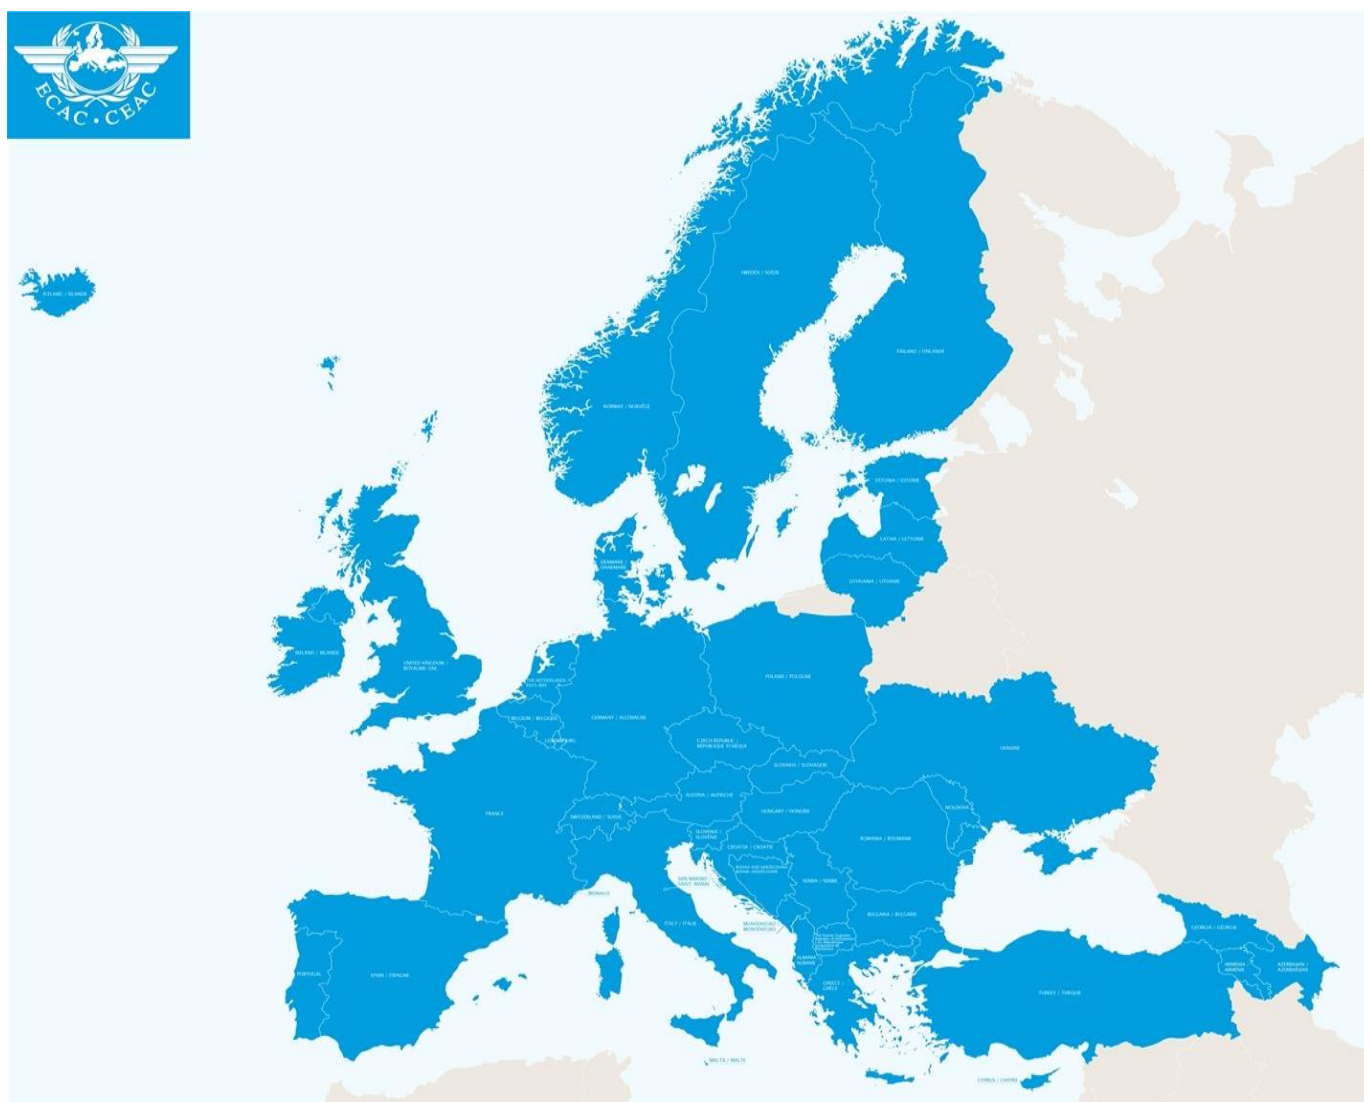 ECAC • CEAC
ICELAND / ISLANDE
SWEDEN / SUÈDE
FINLAND / FINLANDE
NORWAY / NORVÈGE
ESTONIA / ESTONIE
LATVIA / LETTONIE
LITHUANIA / LITUANIE
DENMARK /
DANEMARK
IRELAND / IRLANDE
UNITED KINGDOM /
ROYAUME-UNI
THE NETHERLANDS /
PAYS-BAS
BELGIUM / BELGIQUE
LUXEMBOURG
GERMANY / ALLEMAGNE
POLAND / POLOGNE
CZECH REPUBLIC /
RÉPUBLIQUE TCHÈQUE
SLOVAKIA / SLOVAQUIE
UKRAINE
AUSTRIA / AUTRICHE
HUNGARY / HONGRIE
MOLDOVA
FRANCE
SWITZERLAND / SUISSE
SLOVENIA /
SLOVÉNIE
CROATIA / CROATIE
ROMANIA / ROUMANIE
BOSNIA AND HERZEGOVINA /
SERBIA / SERBIE
SAN MARINO /
SAINT-MARIN
MONACO
BULGARIA / BULGARIE
ITALY / ITALIE
MONTENEGRO /
MONTÉNÉGRO
GEORGIA / GÉORGIE
ALBANIA
ALBANIE
ARMENIA
ARMÉNIE
AZERBAIJAN /
AZERBAÏDJAN
PORTUGAL
SPAIN / ESPAGNE
GREECE /
GRÈCE
TURKEY / TURQUIE
MALTA / MALTE
CYPRUS / CHYPRE